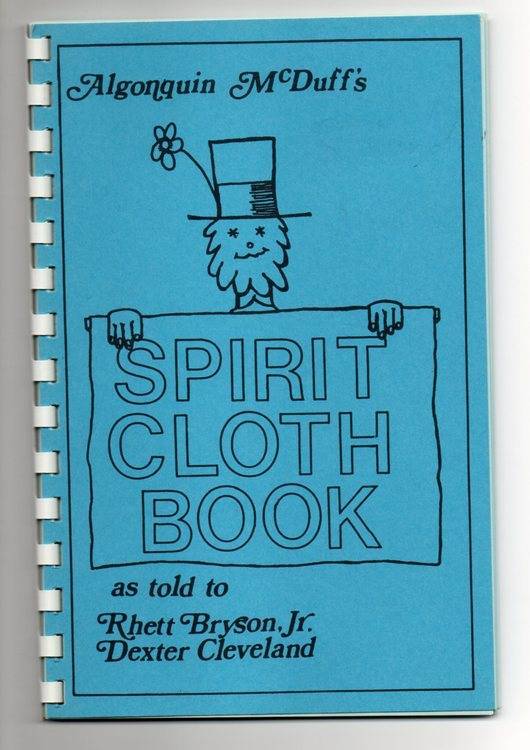 Algonquin McDuff's
SPIRIT
CLOTH
BOOK
as told to
Rhett Bryson, Jr.
Dexter Cleveland